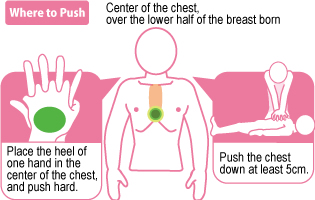 Where to Push
Center of the chest,
over the lower half of the breast born
Place the heel of
one hand in the
center of the chest,
and push hard.
Push the chest
down at least 5cm.